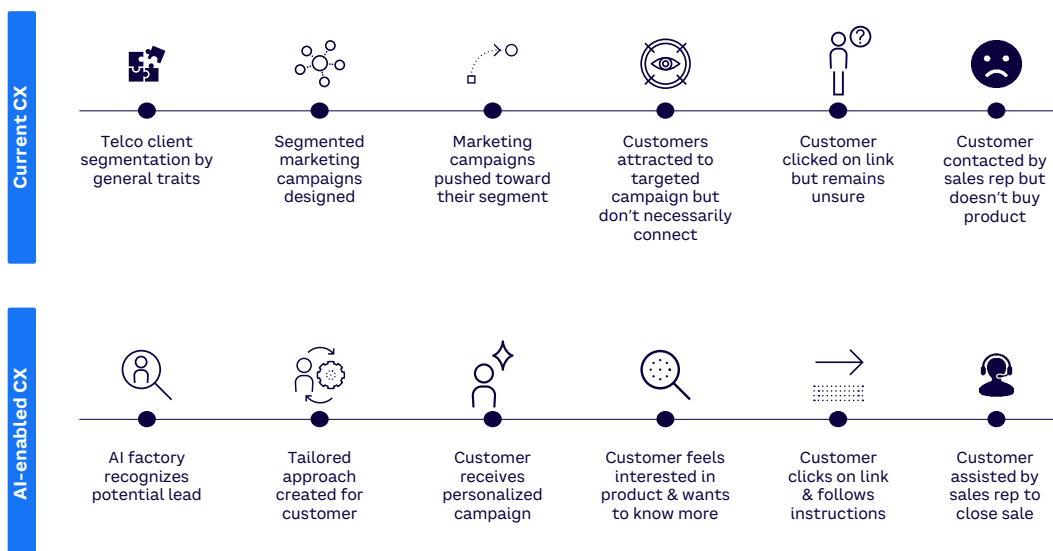 Current CX
Telco client
segmentation by
general traits
Segmented
marketing
campaigns
designed
Marketing
campaigns
pushed toward
their segment
Customers
attracted to
targeted
campaign but
don't necessarily
connect
?
Customer
clicked on link
but remains
unsure
Customer
contacted by
sales rep but
doesn't buy
product
AI-enabled CX
AI factory
recognizes
potential lead
Tailored
approach
created for
customer
Customer
receives
personalized
campaign
Customer feels
interested in
product & wants
to know more
Customer
clicks on link
& follows
instructions
Customer
assisted by
sales rep to
close sale